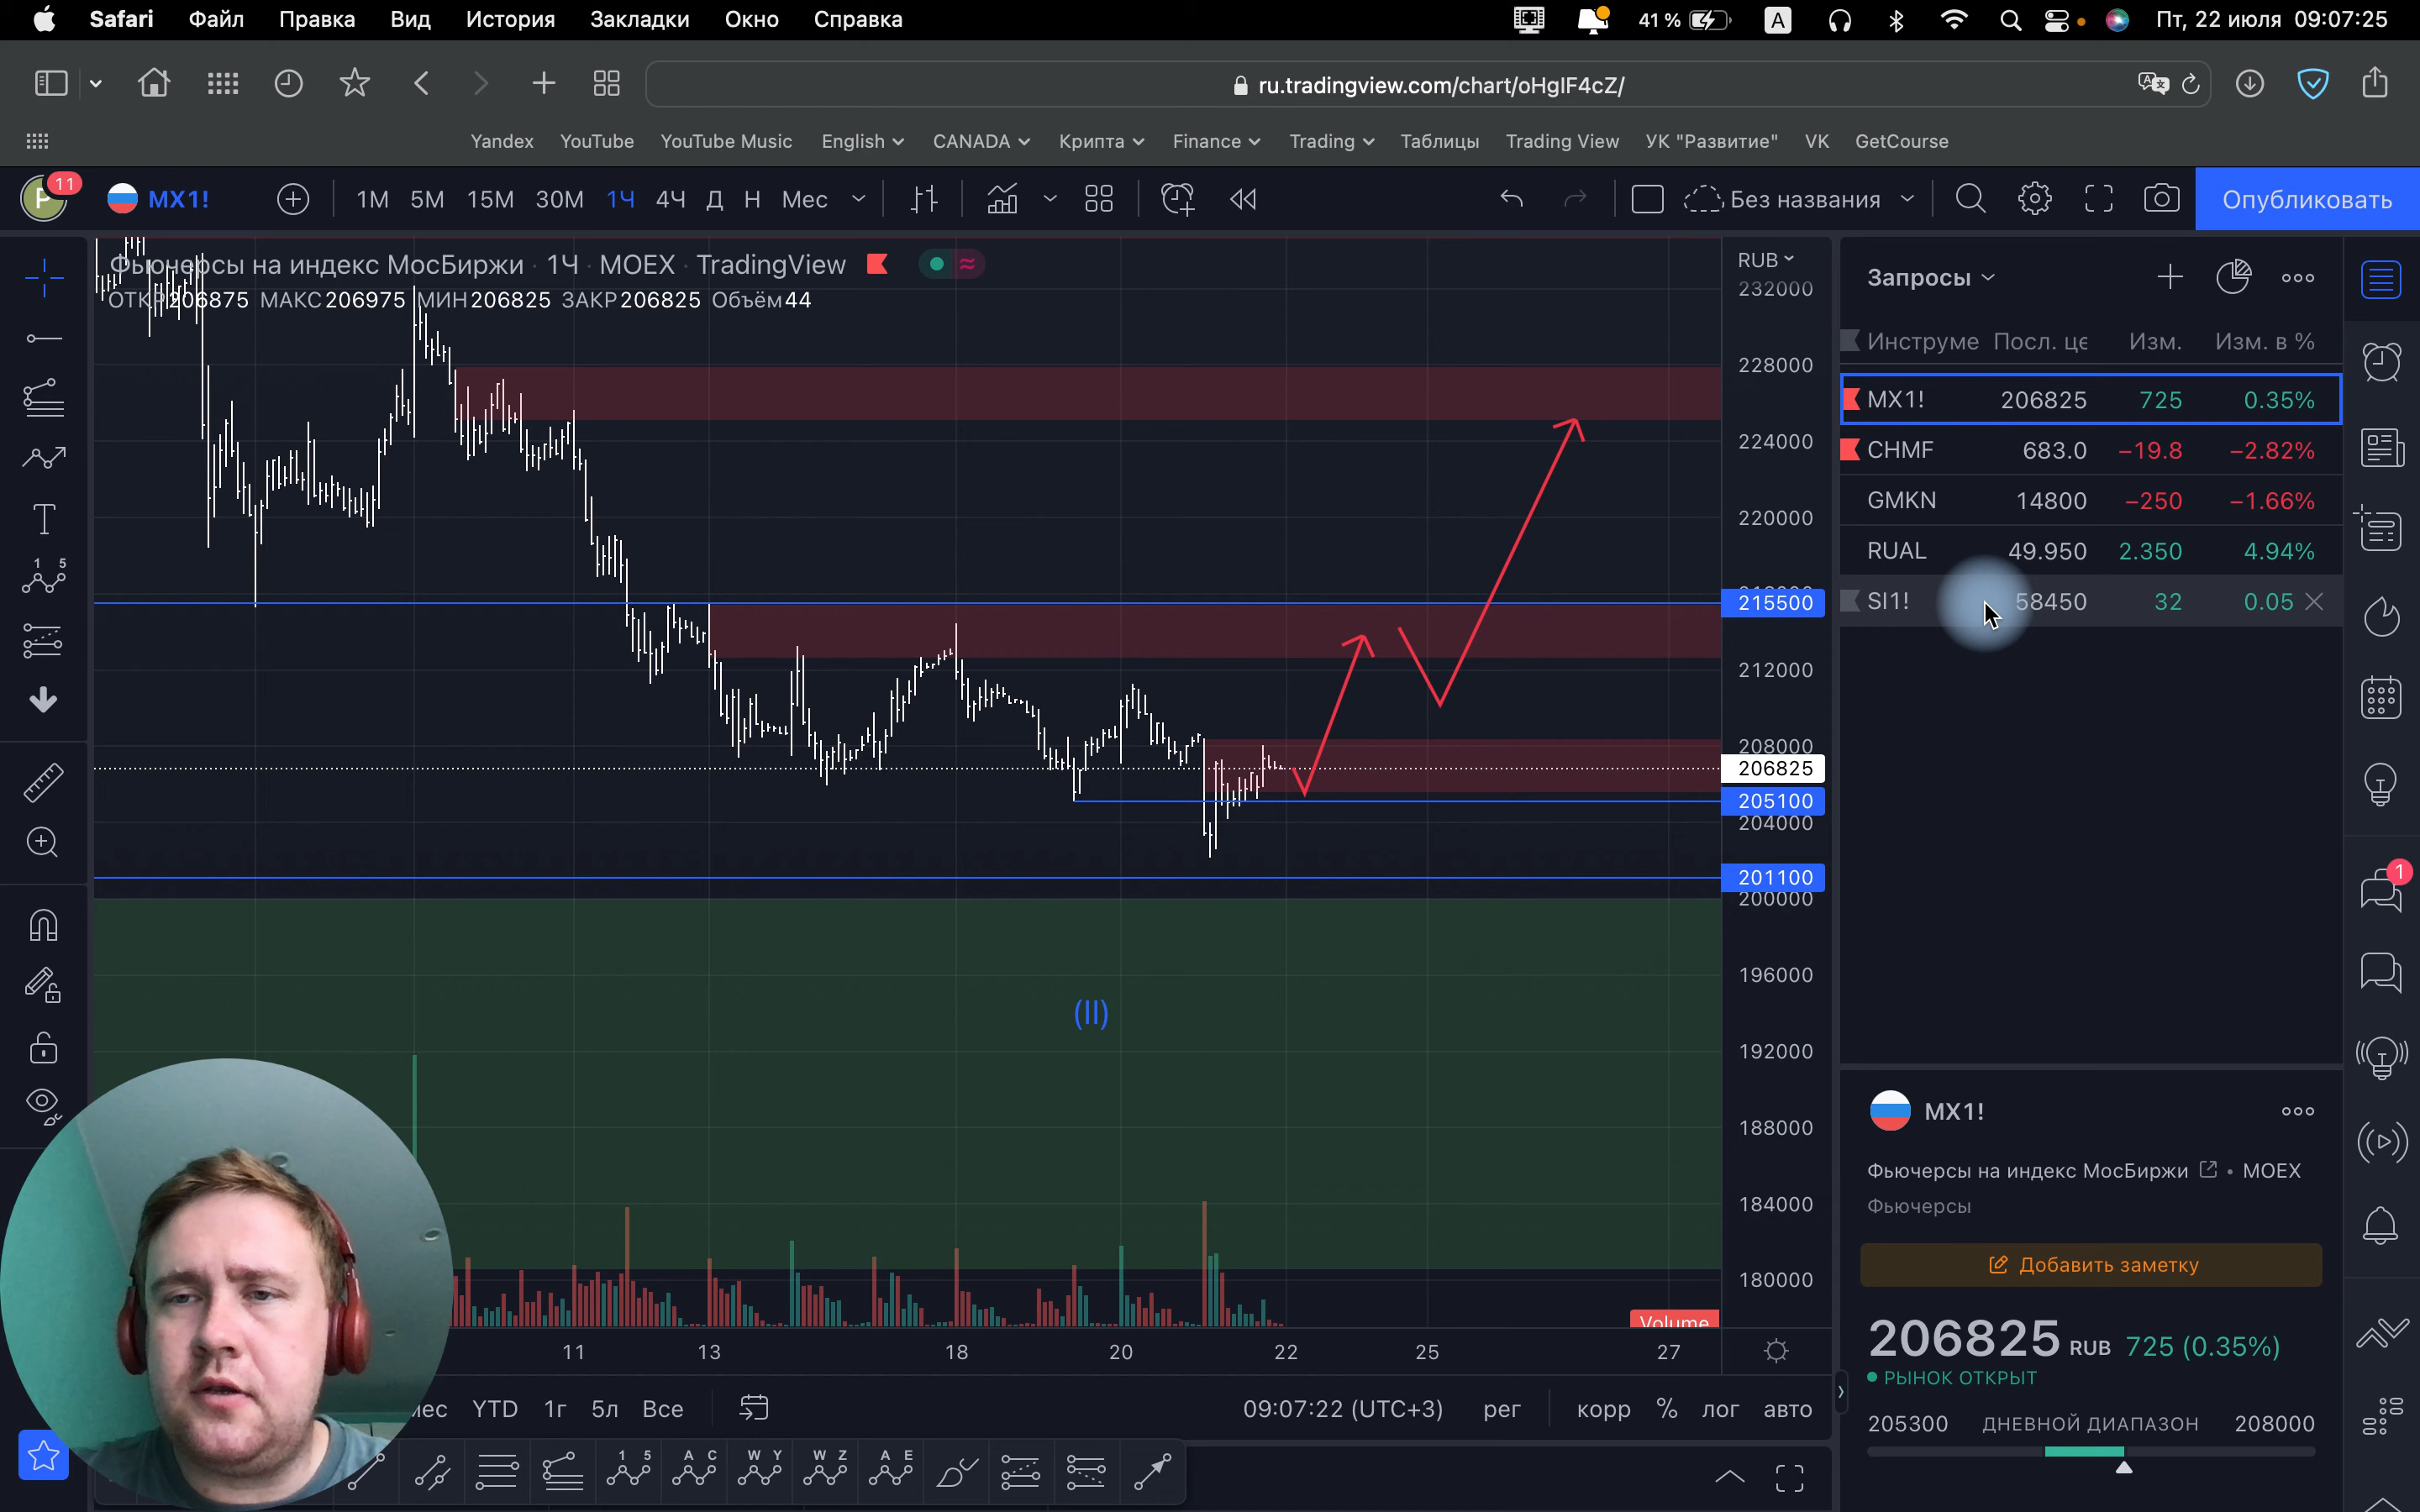 Safari Файл Правка Вид История Закладки Окно Справка 41 % A Пт, 22 июля 09:07:25
ru.tradingview.com/chart/oHgIF4cZ/
Yandex YouTube YouTube Music English CANADA Крипта Finance Trading Таблицы Trading View УК "Развитие" VK GetCourse
P 11 MX1! 1М 5М 15М 30М 1Ч 4Ч Д Н Мес Без названия Опубликовать
Фьючерсы на индекс МосБиржи · 1Ч · MOEX · TradingView
ОТКР206875 МАКС206975 МИН206825 ЗАКР206825 Объём44
RUB
232000
228000
224000
220000
215500
212000
208000
206825
205100
204000
201100
200000
196000
192000
188000
184000
180000
(II)
Volume
11 13 18 20 22 25 27
Запросы
Инструме Посл. це Изм. Изм. в %
MX1! 206825 725 0.35%
CHMF 683.0 −19.8 −2.82%
GMKN 14800 −250 −1.66%
RUAL 49.950 2.350 4.94%
SI1! 58450 32 0.05
1
MX1!
Фьючерсы на индекс МосБиржи • MOEX
Фьючерсы
Добавить заметку
206825 RUB 725 (0.35%)
РЫНОК ОТКРЫТ
205300 ДНЕВНОЙ ДИАПАЗОН 208000
YTD 1г 5л Все 09:07:22 (UTC+3) рег корр % лог авто
1 5 A C W Y W Z A E